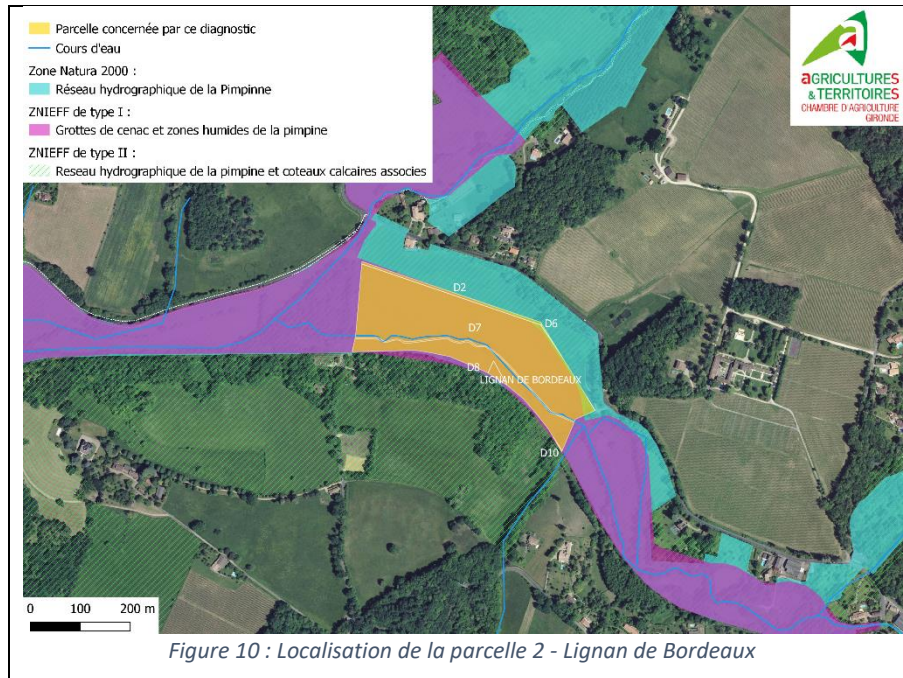 Parcelle concernée par ce diagnostic
Cours d'eau
Zone Natura 2000 :
Réseau hydrographique de la Pimpinne
ZNIEFF de type I :
Grottes de cenac et zones humides de la pimpine
ZNIEFF de type II :
Reseau hydrographique de la pimpine et coteaux calcaires associes
aGRICULTURES
& TERRITOIRES
CHAMBRE D'AGRICULTURE
GIRONDE
D2
D6
D7
D8
LIGNAN DE BORDEAUX
D10
0 100 200 m
Figure 10 : Localisation de la parcelle 2 - Lignan de Bordeaux